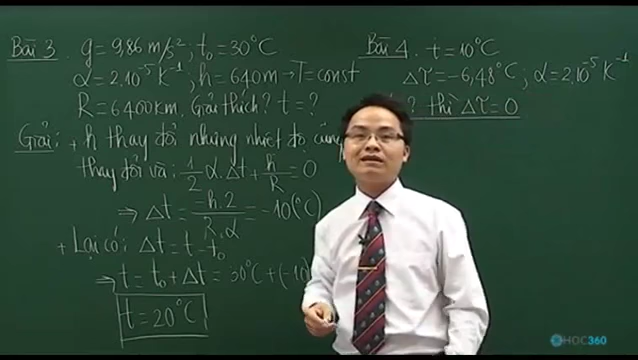 Bài 3 g = 9,86 m/s²; t₀ = 30°C
α = 2.10⁻⁵ K⁻¹; h = 640m → T = const
R = 6400km. Giải thích? t = ?
Giải: + h thay đổi nhưng nhiệt độ cũng
thay đổi và: 1/2 α.Δt + h/R = 0
⇒ Δt = -h.2/R.α = -10(°C)
+ Lại có: Δt = t - t₀
⇒ t = t₀ + Δt = 30°C + (-10)
t = 20°C
Bài 4. t = 10°C
Δτ = -6,48°C; α = 2.10⁻⁵ K⁻¹
? thì Δτ = 0
HOC360